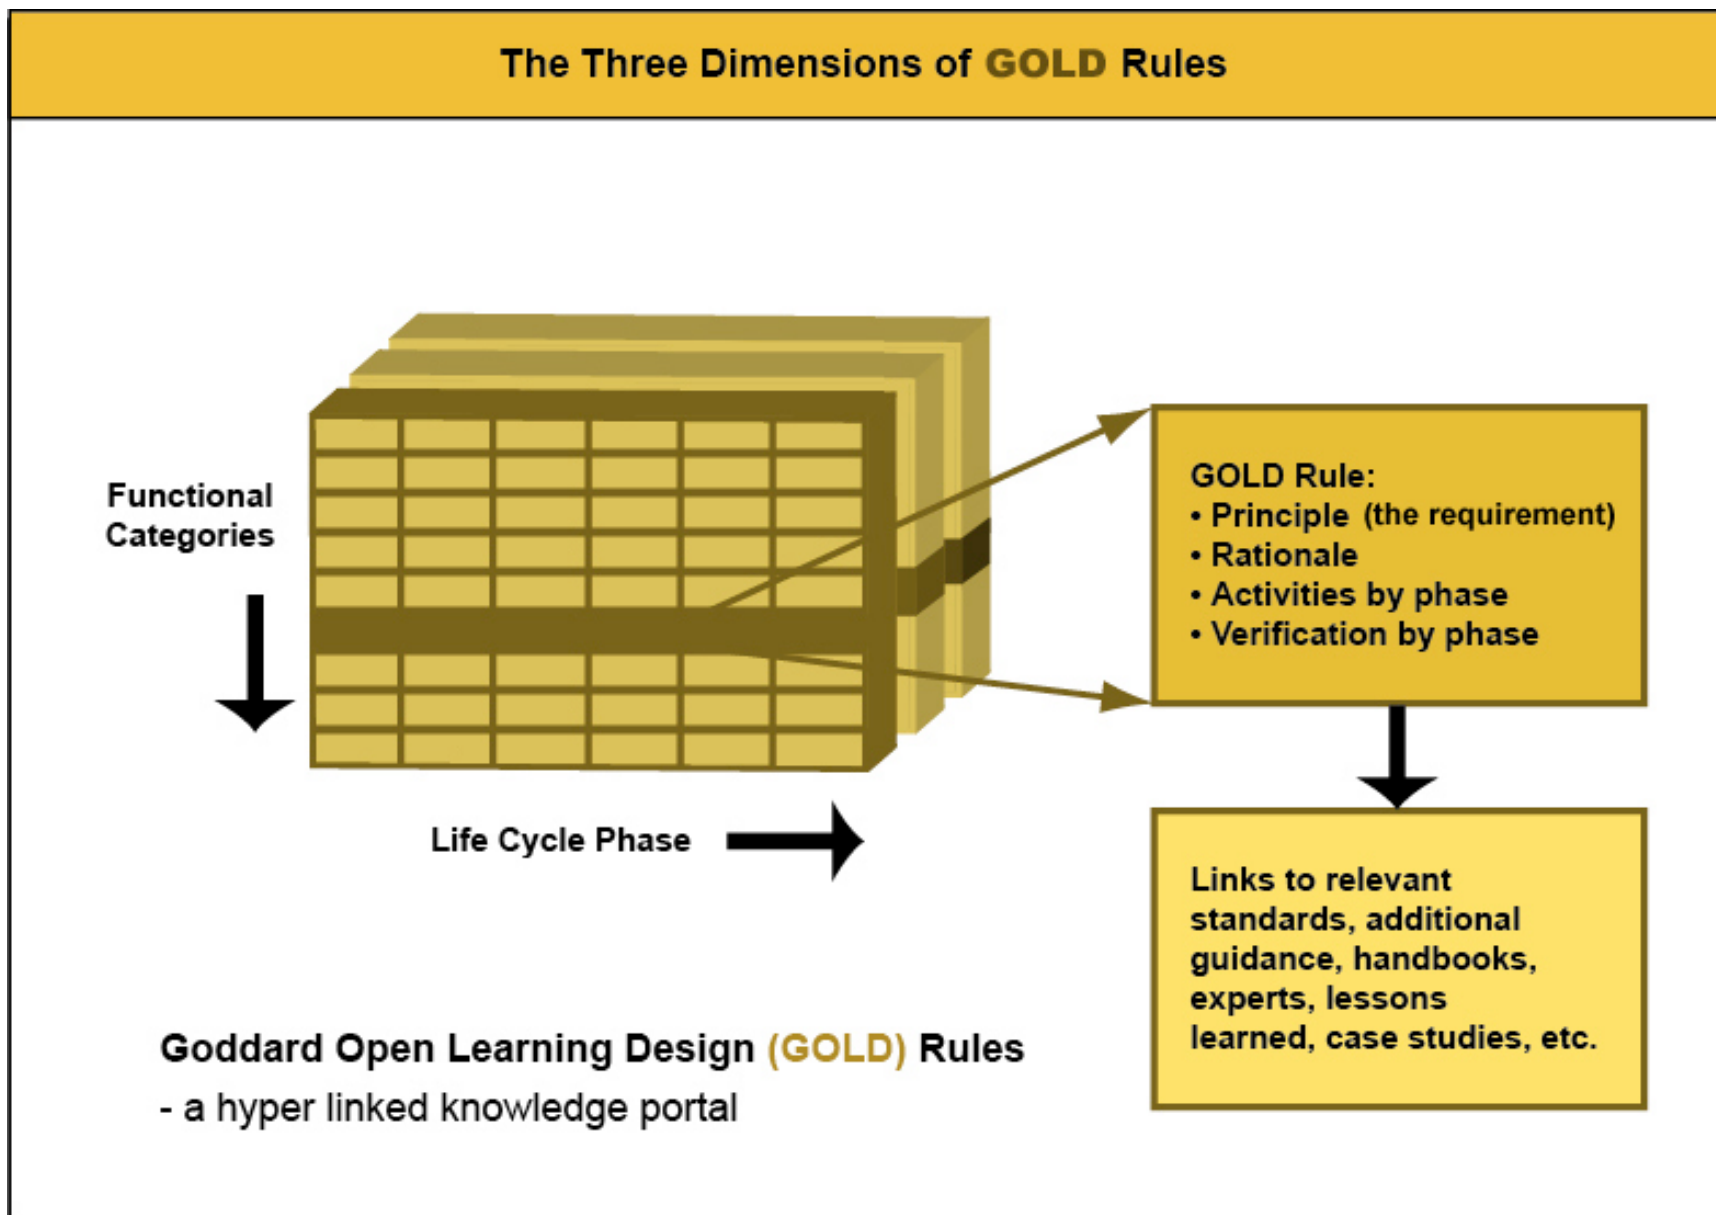 The Three Dimensions of GOLD Rules
Functional
Categories
Life Cycle Phase
GOLD Rule:
• Principle (the requirement)
• Rationale
• Activities by phase
• Verification by phase
Links to relevant
standards, additional
guidance, handbooks,
experts, lessons
learned, case studies, etc.
Goddard Open Learning Design (GOLD) Rules
- a hyper linked knowledge portal